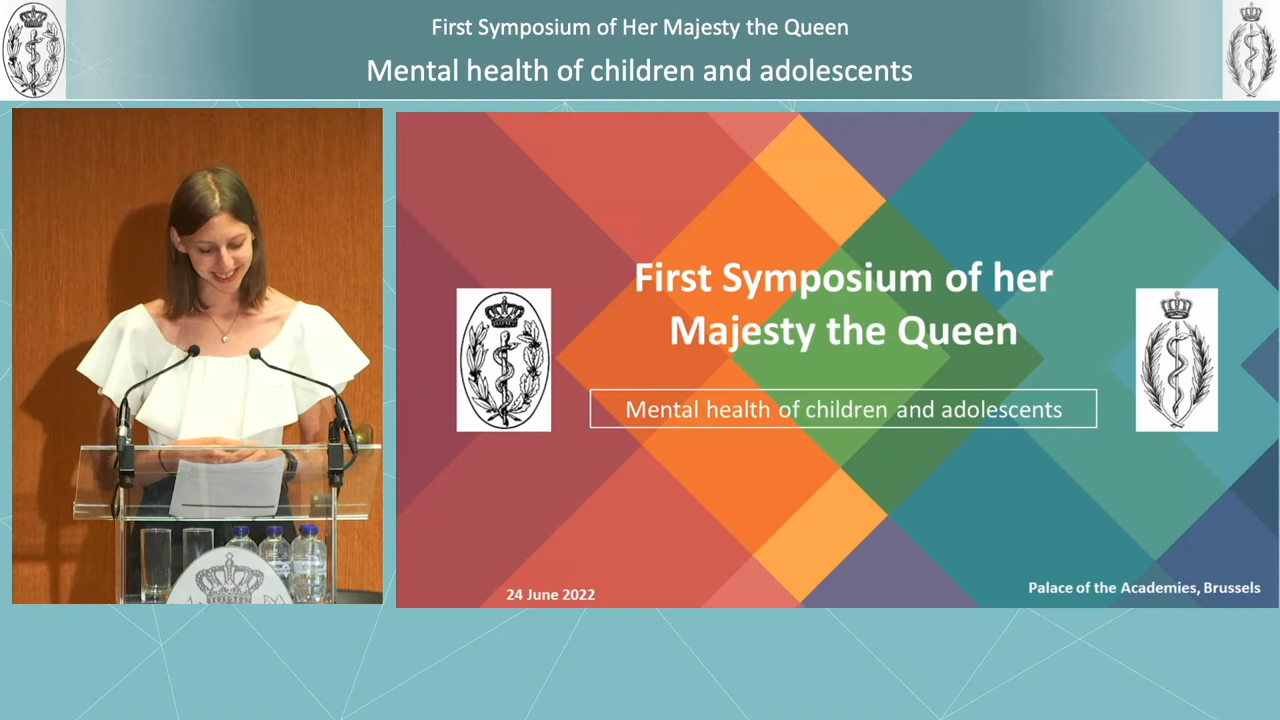 First Symposium of Her Majesty the Queen
Mental health of children and adolescents
First Symposium of her
Majesty the Queen
Mental health of children and adolescents
24 June 2022
Palace of the Academies, Brussels